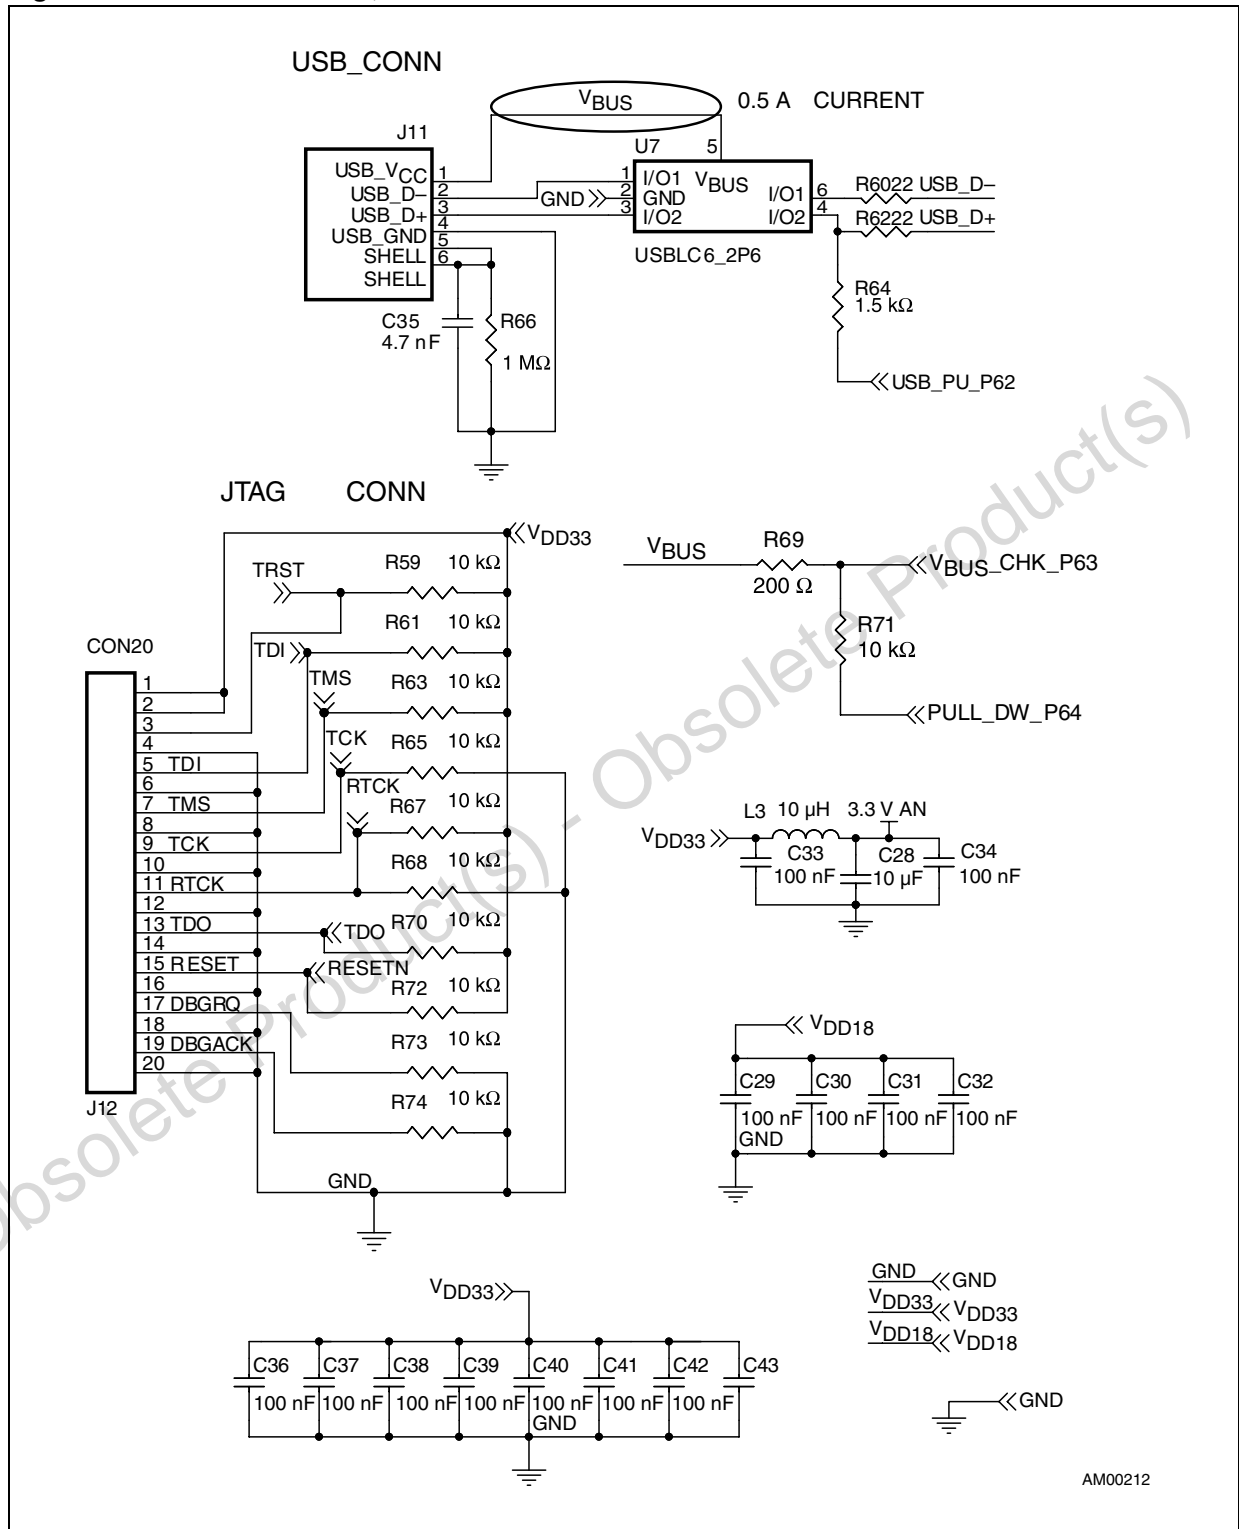 USB_CONN
VBUS
0.5 A CURRENT
J11
USB_VCC 1
USB_D– 2
USB_D+ 3
USB_GND 4
SHELL 5
SHELL 6
U7
5
1 I/O1
VBUS
GND 2 GND
3 I/O2
I/O1 6
I/O2 4
R6022 USB_D–
R6222 USB_D+
USBLC6_2P6
R64
1.5 kΩ
C35
4.7 nF
R66
1 MΩ
USB_PU_P62
JTAG CONN
VDD33
TRST
R59 10 kΩ
R61 10 kΩ
TDI
R63 10 kΩ
TMS
R65 10 kΩ
TCK
R67 10 kΩ
RTCK
R68 10 kΩ
R70 10 kΩ
TDO
R72 10 kΩ
RESETN
R73 10 kΩ
R74 10 kΩ
CON20
1
2
3
4
5 TDI
6
7 TMS
8
9 TCK
10
11 RTCK
12
13 TDO
14
15 RESET
16
17 DBGRQ
18
19 DBGACK
20
J12
GND
VBUS
R69
200 Ω
VBUS_CHK_P63
R71
10 kΩ
PULL_DW_P64
L3 10 µH 3.3 V AN
VDD33
C33
100 nF
C28
10 µF
C34
100 nF
VDD18
C29 C30 C31 C32
100 nF 100 nF 100 nF 100 nF
GND
VDD33
C36 C37 C38 C39 C40 C41 C42 C43
100 nF 100 nF 100 nF 100 nF 100 nF 100 nF 100 nF
GND
GND GND
VDD33 VDD33
VDD18 VDD18
GND
AM00212
Obsolete Product(s) - Obsolete Product(s)